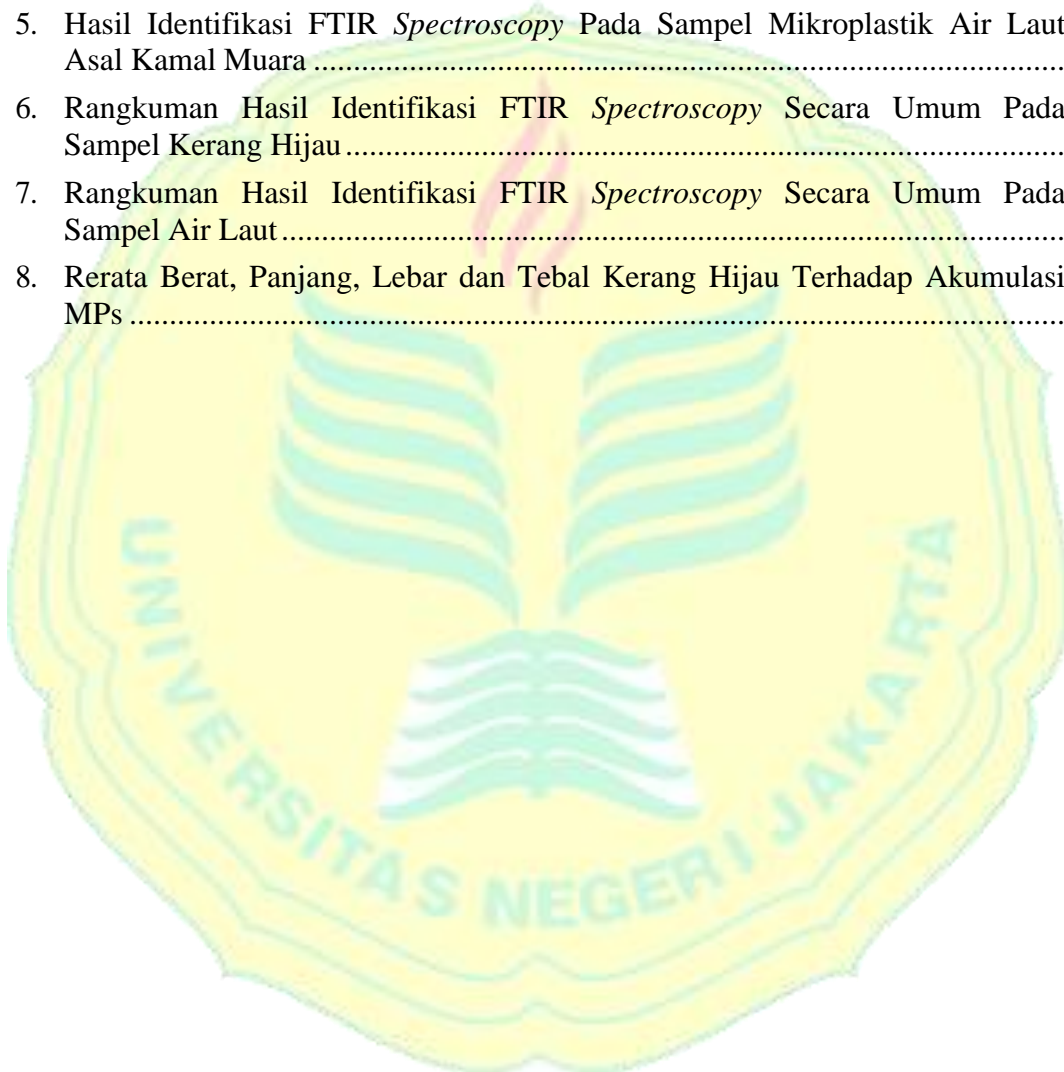 5. Hasil Identifikasi FTIR Spectroscopy Pada Sampel Mikroplastik Air Laut
Asal Kamal Muara ........................................................................................
6. Rangkuman Hasil Identifikasi FTIR Spectroscopy Secara Umum Pada
Sampel Kerang Hijau ....................................................................................
7. Rangkuman Hasil Identifikasi FTIR Spectroscopy Secara Umum Pada
Sampel Air Laut ............................................................................................
8. Rerata Berat, Panjang, Lebar dan Tebal Kerang Hijau Terhadap Akumulasi
MPs ..............................................................................................................
UNIVERSITAS NEGERI JAKARTA